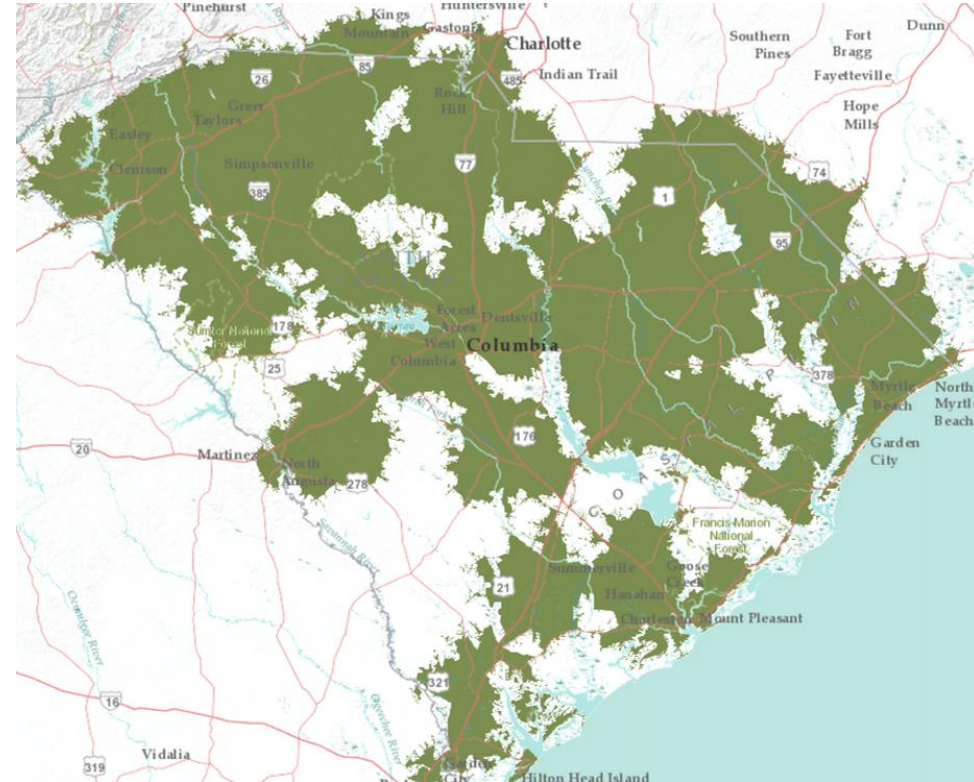 Pinehurst
Kings
Mountain
Gastonia
Huntersville
Charlotte
Southern
Pines
Fort
Bragg
Dunn
Fayetteville
Hope
Mills
Indian Trail
485
85
26
Rock
Hill
Greer
Taylors
Easley
Clemson
Simpsonville
385
77
1
74
95
178
Sumter National
Forest
25
Forest
Acres
West
Columbia
Dentsville
Columbia
378
Myrtle
Beach
North
Myrtle
Beach
Garden
City
20
Martinez
North
Augusta
278
176
Savannah River
C O A S T A L P L A I N
Francis Marion
National
Forest
21
Summerville
Goose
Creek
Hanahan
Charleston
Mount Pleasant
Oconee River
Ogeechee River
321
16
Vidalia
319
Garden
City
Hilton Head Island